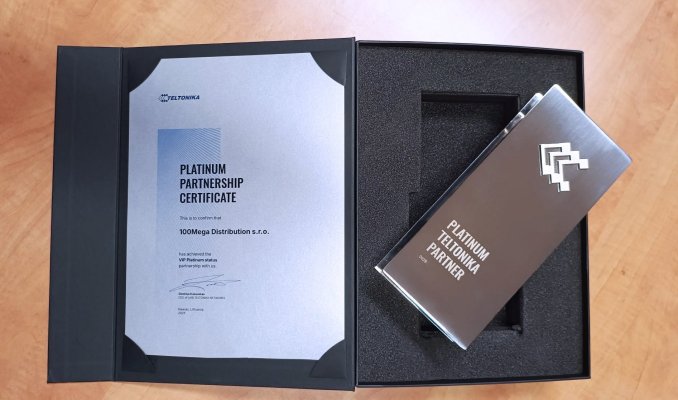 TELTONIKA
PLATINUM
PARTNERSHIP
CERTIFICATE
This is to confirm that
100Mega Distribution s.r.o.
has achieved the
VIP Platinum status
partnership with us.
PLATINUM
TELTONIKA
PARTNER